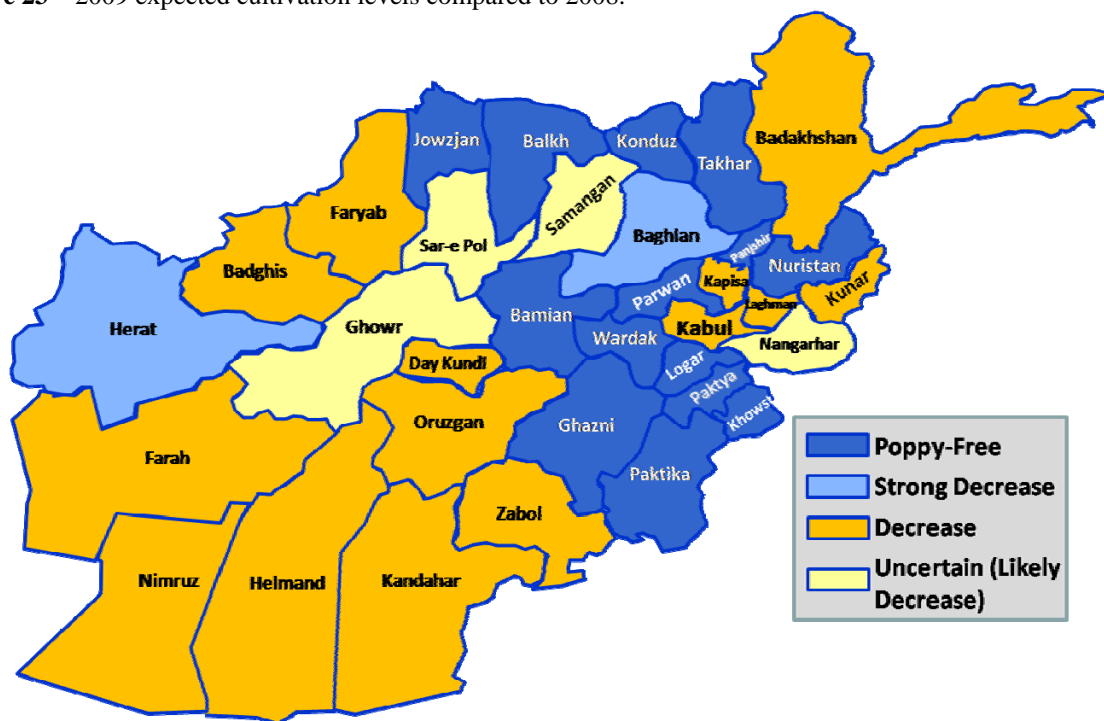 2009 expected cultivation levels compared to 2008.
Badakhshan
Jowzjan
Balkh
Konduz
Takhar
Faryab
Samangan
Sar-e Pol
Baghlan
Panjshir
Nuristan
Badghis
Kapisa
Kunar
Parwan
Laghman
Herat
Ghowr
Bamian
Kabul
Wardak
Nangarhar
Day Kundi
Logar
Paktya
Khowst
Oruzgan
Ghazni
Farah
Paktika
Zabol
Nimruz
Helmand
Kandahar
Poppy-Free
Strong Decrease
Decrease
Uncertain (Likely
Decrease)